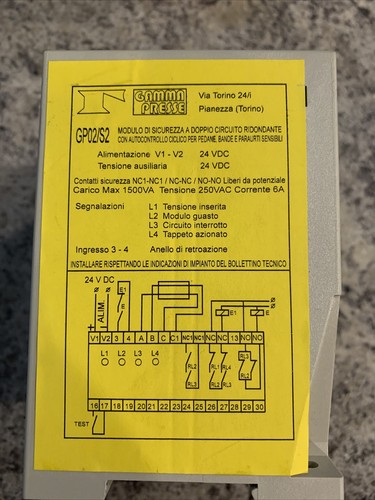 GAMMA
PRESSE
Via Torino 24/i
Pianezza (Torino)
GP02/S2 MODULO DI SICUREZZA A DOPPIO CIRCUITO RIDONDANTE
CON AUTOCONTROLLO CICLICO PER PEDANE, BANDE E PARAURTI SENSIBILI
Alimentazione V1 - V2 24 VDC
Tensione ausiliaria 24 VDC
Contatti sicurezza NC1-NC1 / NC-NC / NO-NO Liberi da potenziale
Carico Max 1500VA Tensione 250VAC Corrente 6A
Segnalazioni L1 Tensione inserita
L2 Modulo guasto
L3 Circuito interrotto
L4 Tappeto azionato
Ingresso 3 - 4 Anello di retroazione
INSTALLARE RISPETTANDO LE INDICAZIONI DI IMPIANTO DEL BOLLETTINO TECNICO
24 V DC
ALIM.
E1
E
E1 E
+ -
V1 V2 3 4 A B C C1 NC1 NC1 NC NC 13 NO NO
L1 L2 L3 L4
RL2 RL1 RL4 RL3
RL3 RL2 RL3 RL2
16 17 18 19 20 21 22 23 24 25 26 27 28 29 30
TEST